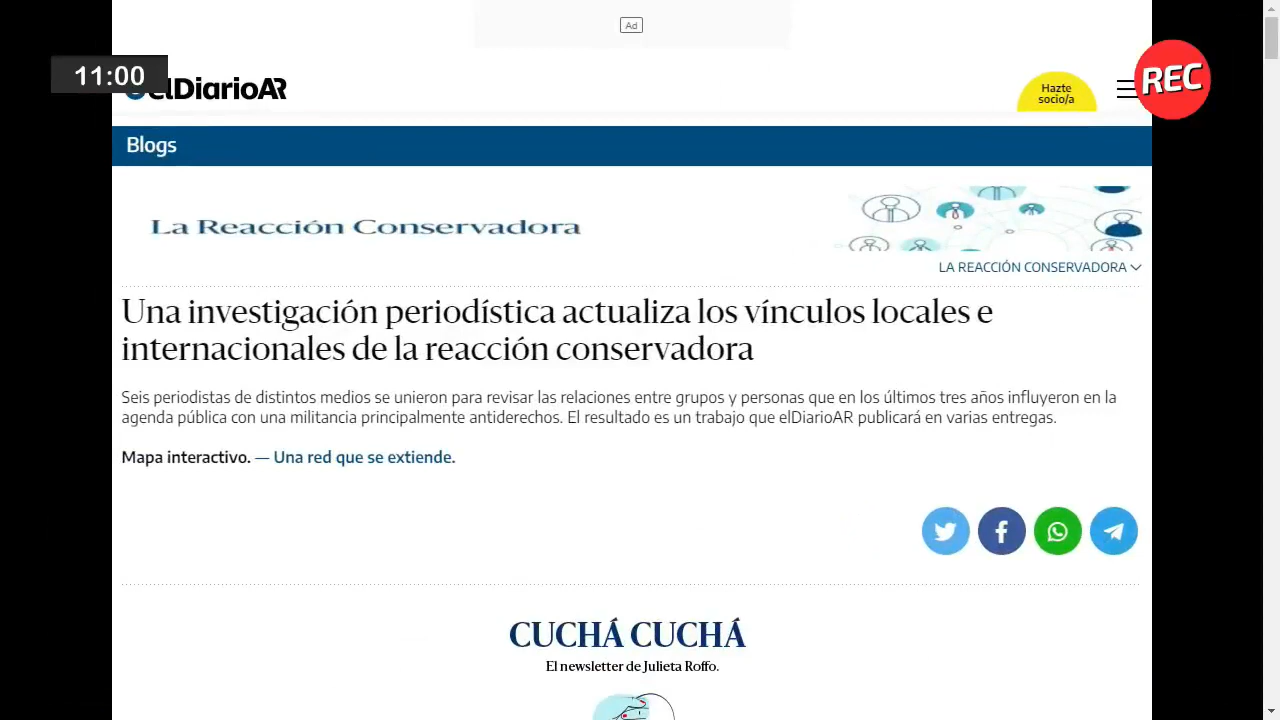 Ad
11:00
elDiarioAR
Hazte
socio/a
REC
Blogs
La Reacción Conservadora
LA REACCIÓN CONSERVADORA
Una investigación periodística actualiza los vínculos locales e
internacionales de la reacción conservadora
Seis periodistas de distintos medios se unieron para revisar las relaciones entre grupos y personas que en los últimos tres años influyeron en la
agenda pública con una militancia principalmente antiderechos. El resultado es un trabajo que elDiarioAR publicará en varias entregas.
Mapa interactivo. — Una red que se extiende.
CUCHÁ CUCHÁ
El newsletter de Julieta Roffo.